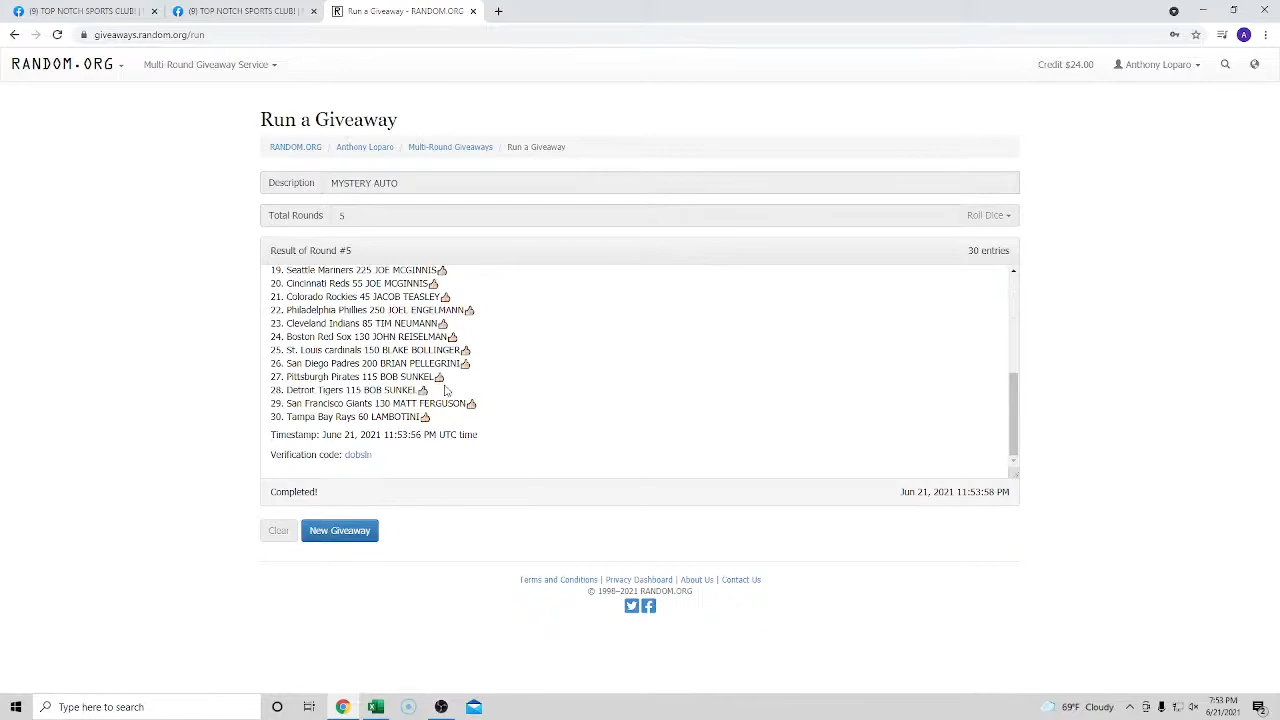 (9) TOP NOTCH SPORTS CLUB! |
(9) TOP NOTCH SPORTS CLUB! |
Run a Giveaway - RANDOM.ORG
giveaways.random.org/run
A
RANDOM.ORG
Multi-Round Giveaway Service
Credit $24.00
Anthony Loparo
Run a Giveaway
RANDOM.ORG / Anthony Loparo / Multi-Round Giveaways / Run a Giveaway
Description MYSTERY AUTO
Total Rounds 5 Roll Dice
Result of Round #5 30 entries
19. Seattle Mariners 225 JOE MCGINNIS👍
20. Cincinnati Reds 55 JOE MCGINNIS👍
21. Colorado Rockies 45 JACOB TEASLEY👍
22. Philadelphia Phillies 250 JOEL ENGELMANN👍
23. Cleveland Indians 85 TIM NEUMANN👍
24. Boston Red Sox 130 JOHN REISELMAN👍
25. St. Louis cardinals 150 BLAKE BOLLINGER👍
26. San Diego Padres 200 BRIAN PELLEGRINI👍
27. Pittsburgh Pirates 115 BOB SUNKEL👍
28. Detroit Tigers 115 BOB SUNKEL👍
29. San Francisco Giants 130 MATT FERGUSON👍
30. Tampa Bay Rays 60 LAMBOTINI👍
Timestamp: June 21, 2021 11:53:56 PM UTC time
Verification code: dobsln
Completed! Jun 21, 2021 11:53:58 PM
Clear New Giveaway
Terms and Conditions | Privacy Dashboard | About Us | Contact Us
© 1998–2021 RANDOM.ORG
Type here to search
69°F Cloudy
7:53 PM
6/21/2021